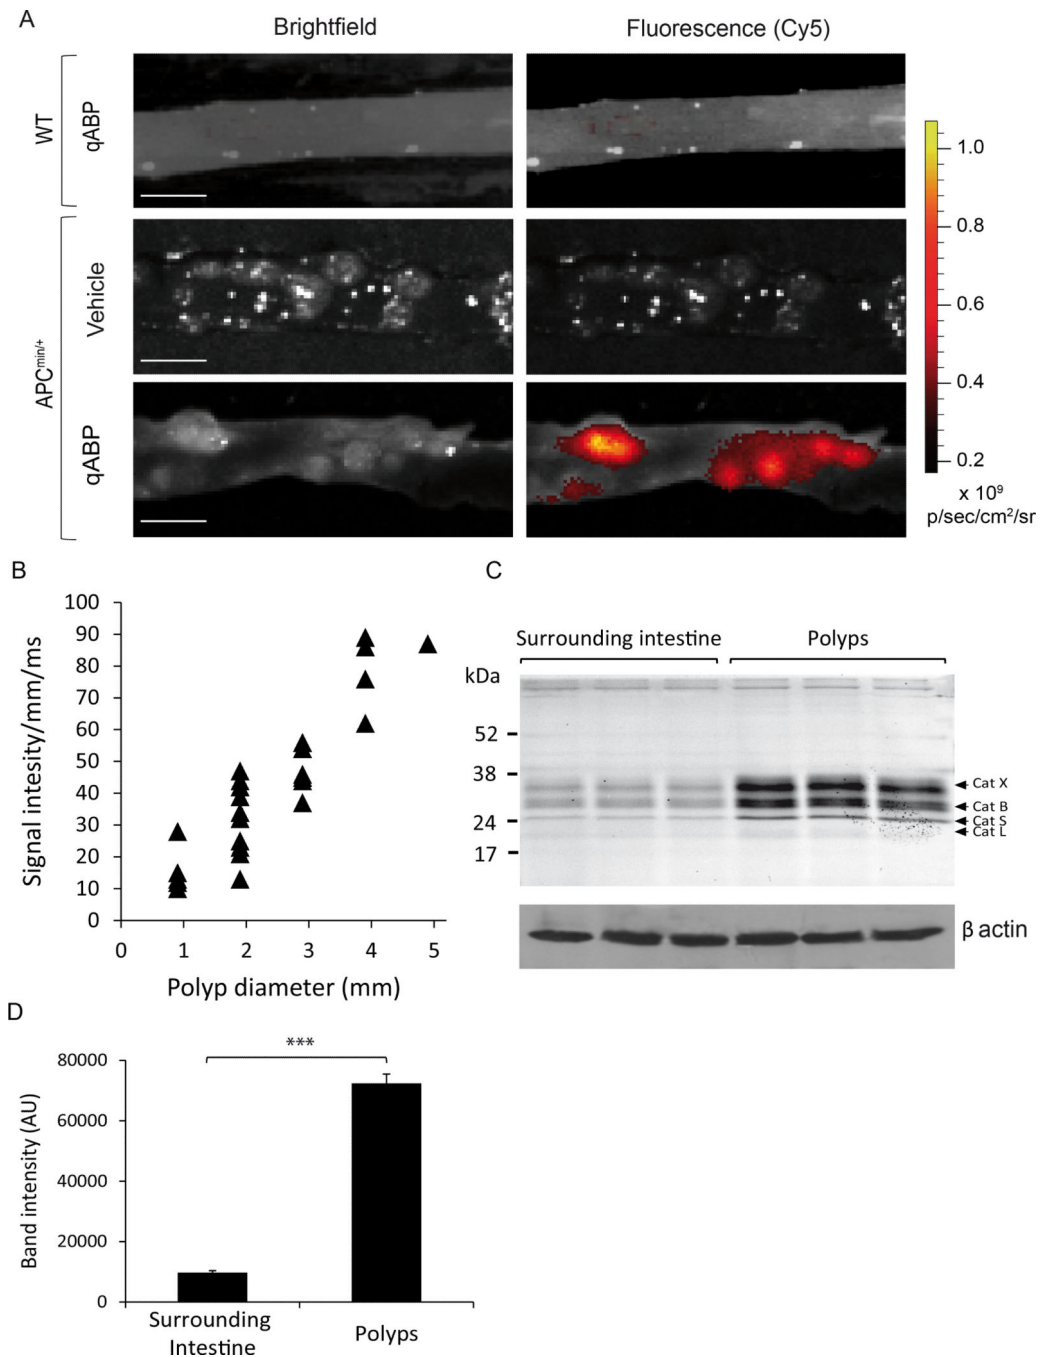 A
Brightfield
Fluorescence (Cy5)
WT
qABP
APCmin/+
Vehicle
qABP
1.0
0.8
0.6
0.4
0.2
x 10⁹
p/sec/cm²/sr
B
Signal intesity/mm/ms
100
90
80
70
60
50
40
30
20
10
0
0 1 2 3 4 5
Polyp diameter (mm)
C
Surrounding intestine
Polyps
kDa
52
38
24
17
Cat X
Cat B
Cat S
Cat L
β actin
D
***
Band intensity (AU)
80000
60000
40000
20000
0
Surrounding
Intestine
Polyps